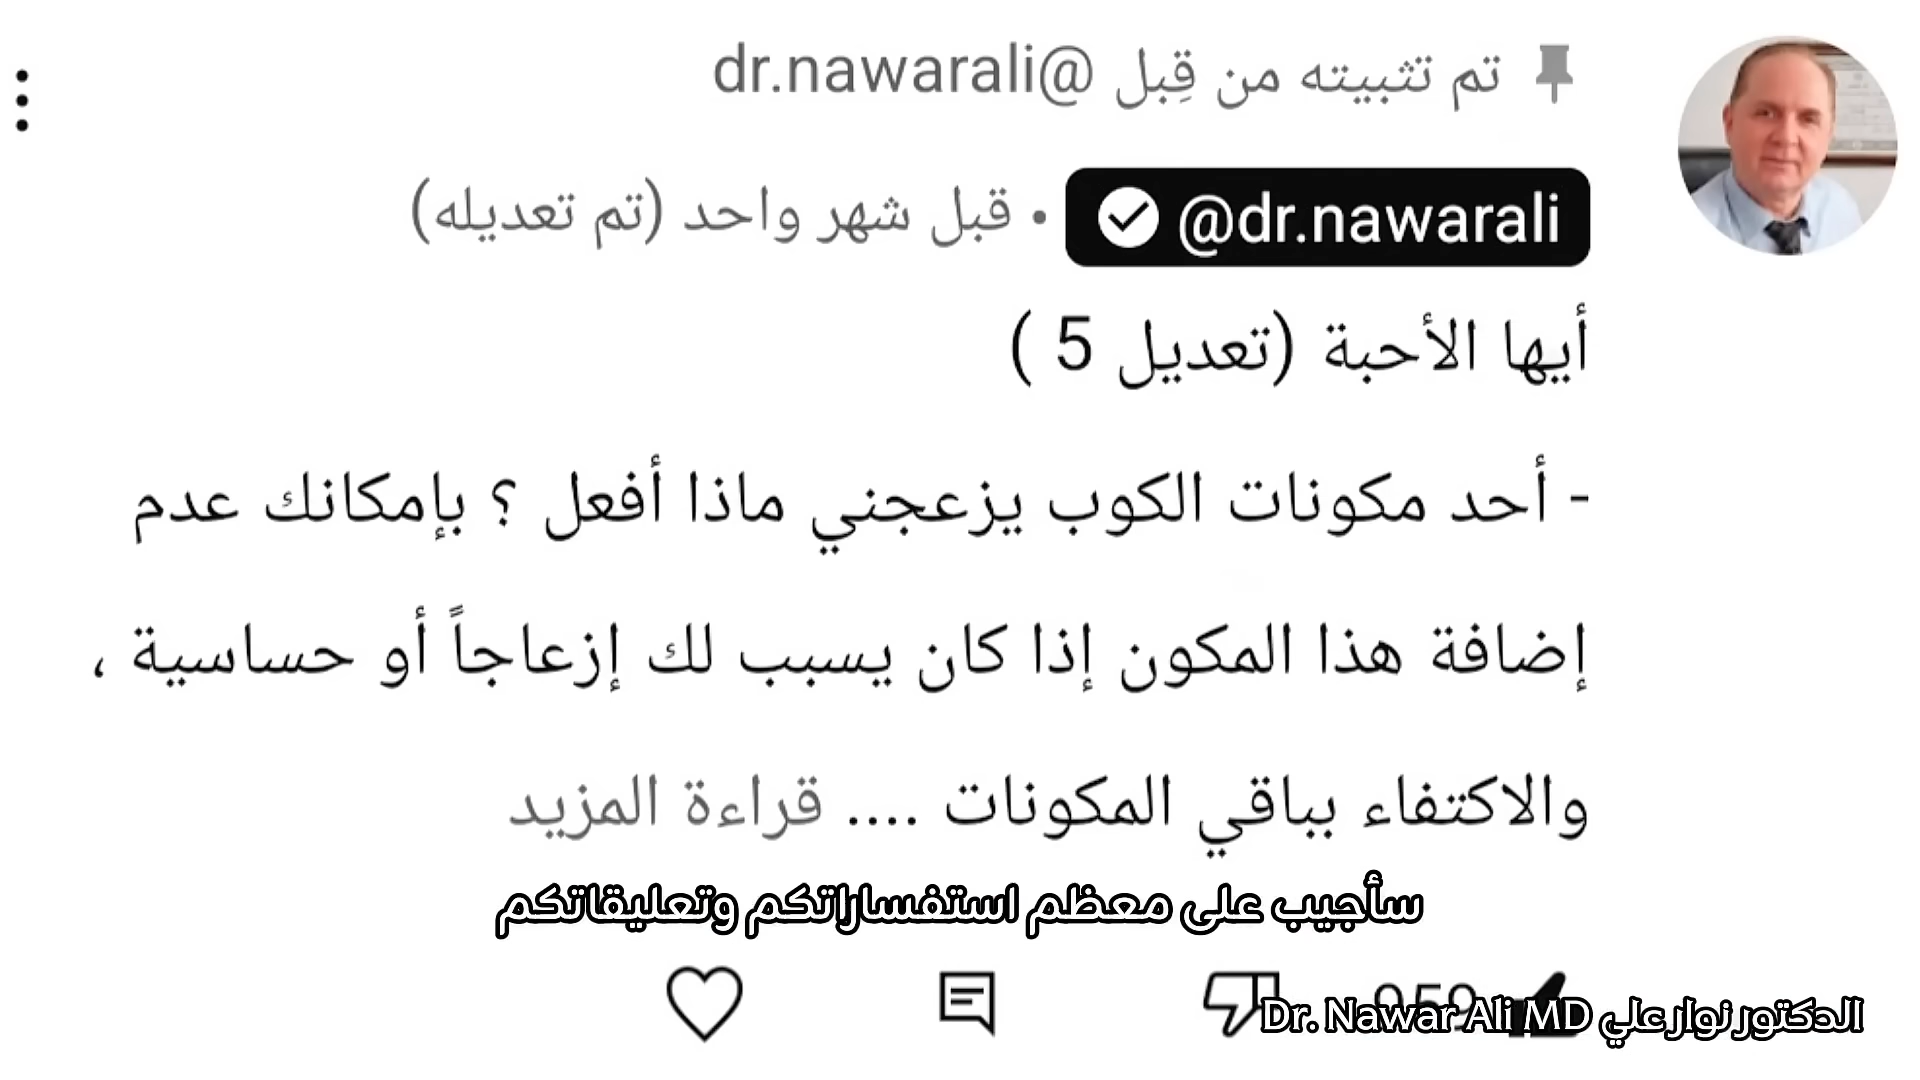 تم تثبيته من قِبل @dr.nawarali
@dr.nawarali • قبل شهر واحد (تم تعديله)
أيها الأحبة (تعديل 5 )
- أحد مكونات الكوب يزعجني ماذا أفعل ؟ بإمكانك عدم
إضافة هذا المكون إذا كان يسبب لك إزعاجاً أو حساسية ،
والاكتفاء بباقي المكونات .... قراءة المزيد
سأجيب على معظم استفساراتكم وتعليقاتكم
959
الدكتور نوار علي Dr. Nawar Ali MD